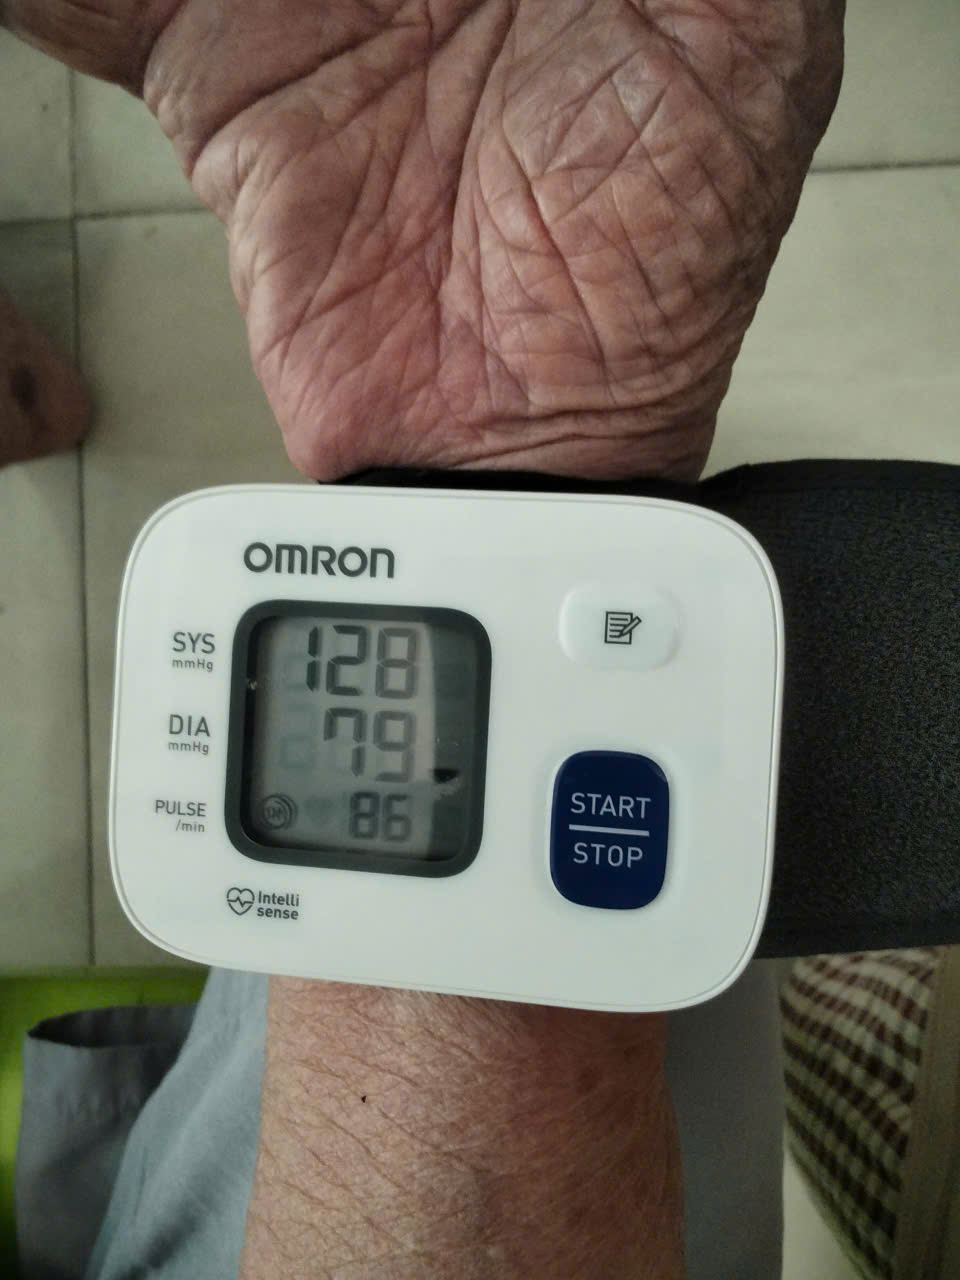 OMRON
SYS
mmHg
128
DIA
mmHg
79
PULSE
/min
86
Intelli
sense
START
STOP